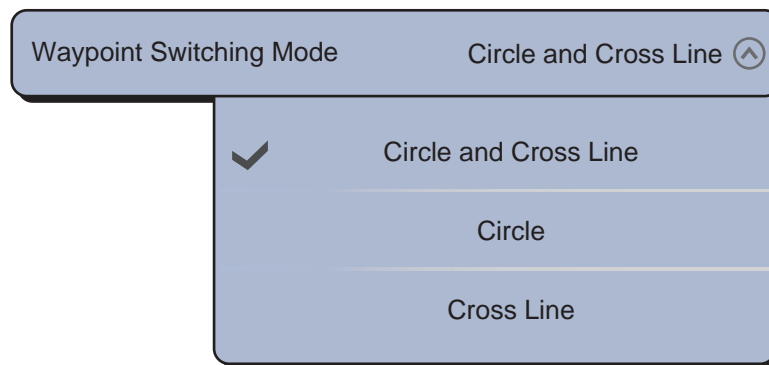 Waypoint Switching Mode Circle and Cross Line
Circle and Cross Line
Circle
Cross Line